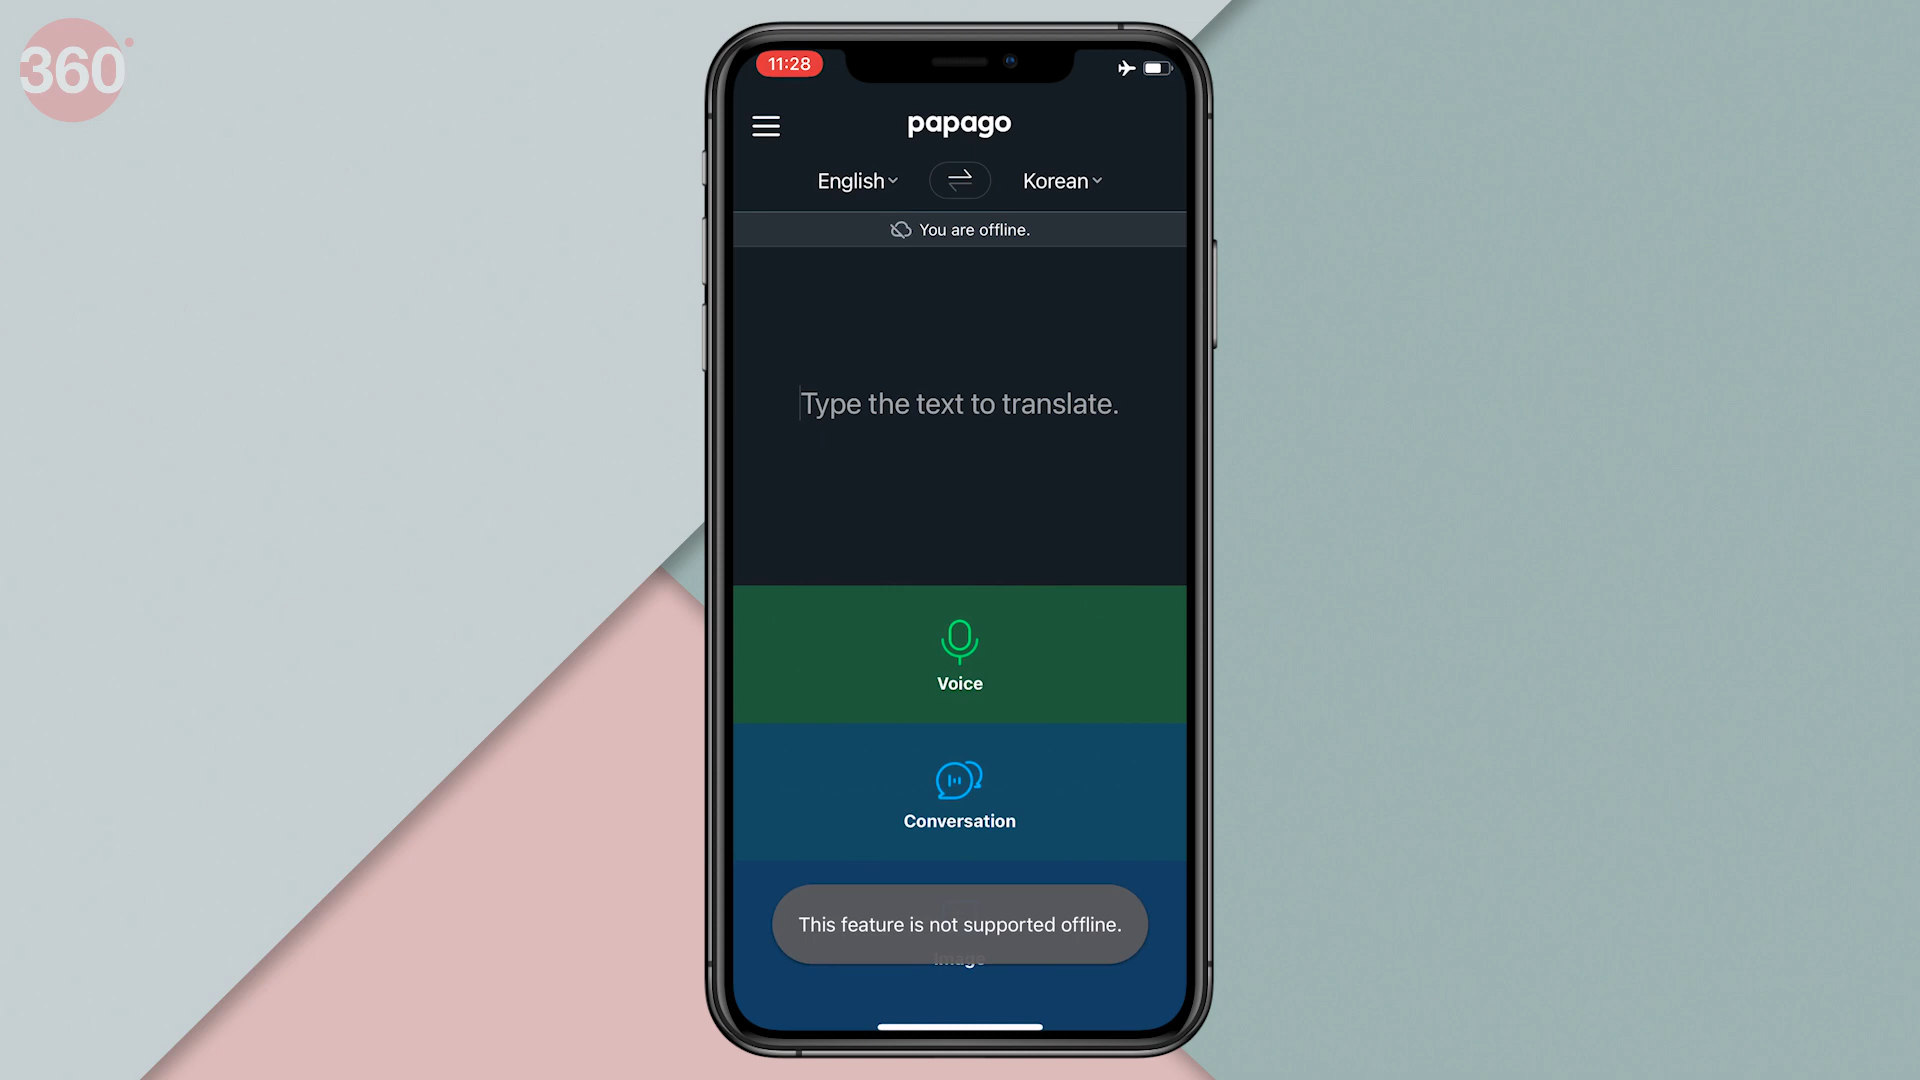 360
11:28
papago
English
Korean
You are offline.
Type the text to translate.
Voice
Conversation
This feature is not supported offline.
Image